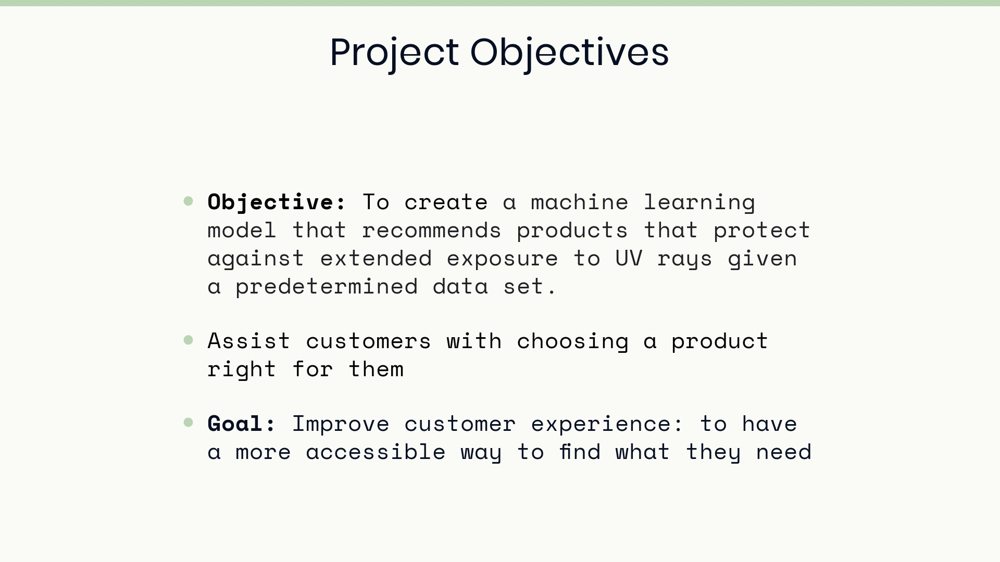 Project Objectives
Objective: To create a machine learning
model that recommends products that protect
against extended exposure to UV rays given
a predetermined data set.
Assist customers with choosing a product
right for them
Goal: Improve customer experience: to have
a more accessible way to find what they need